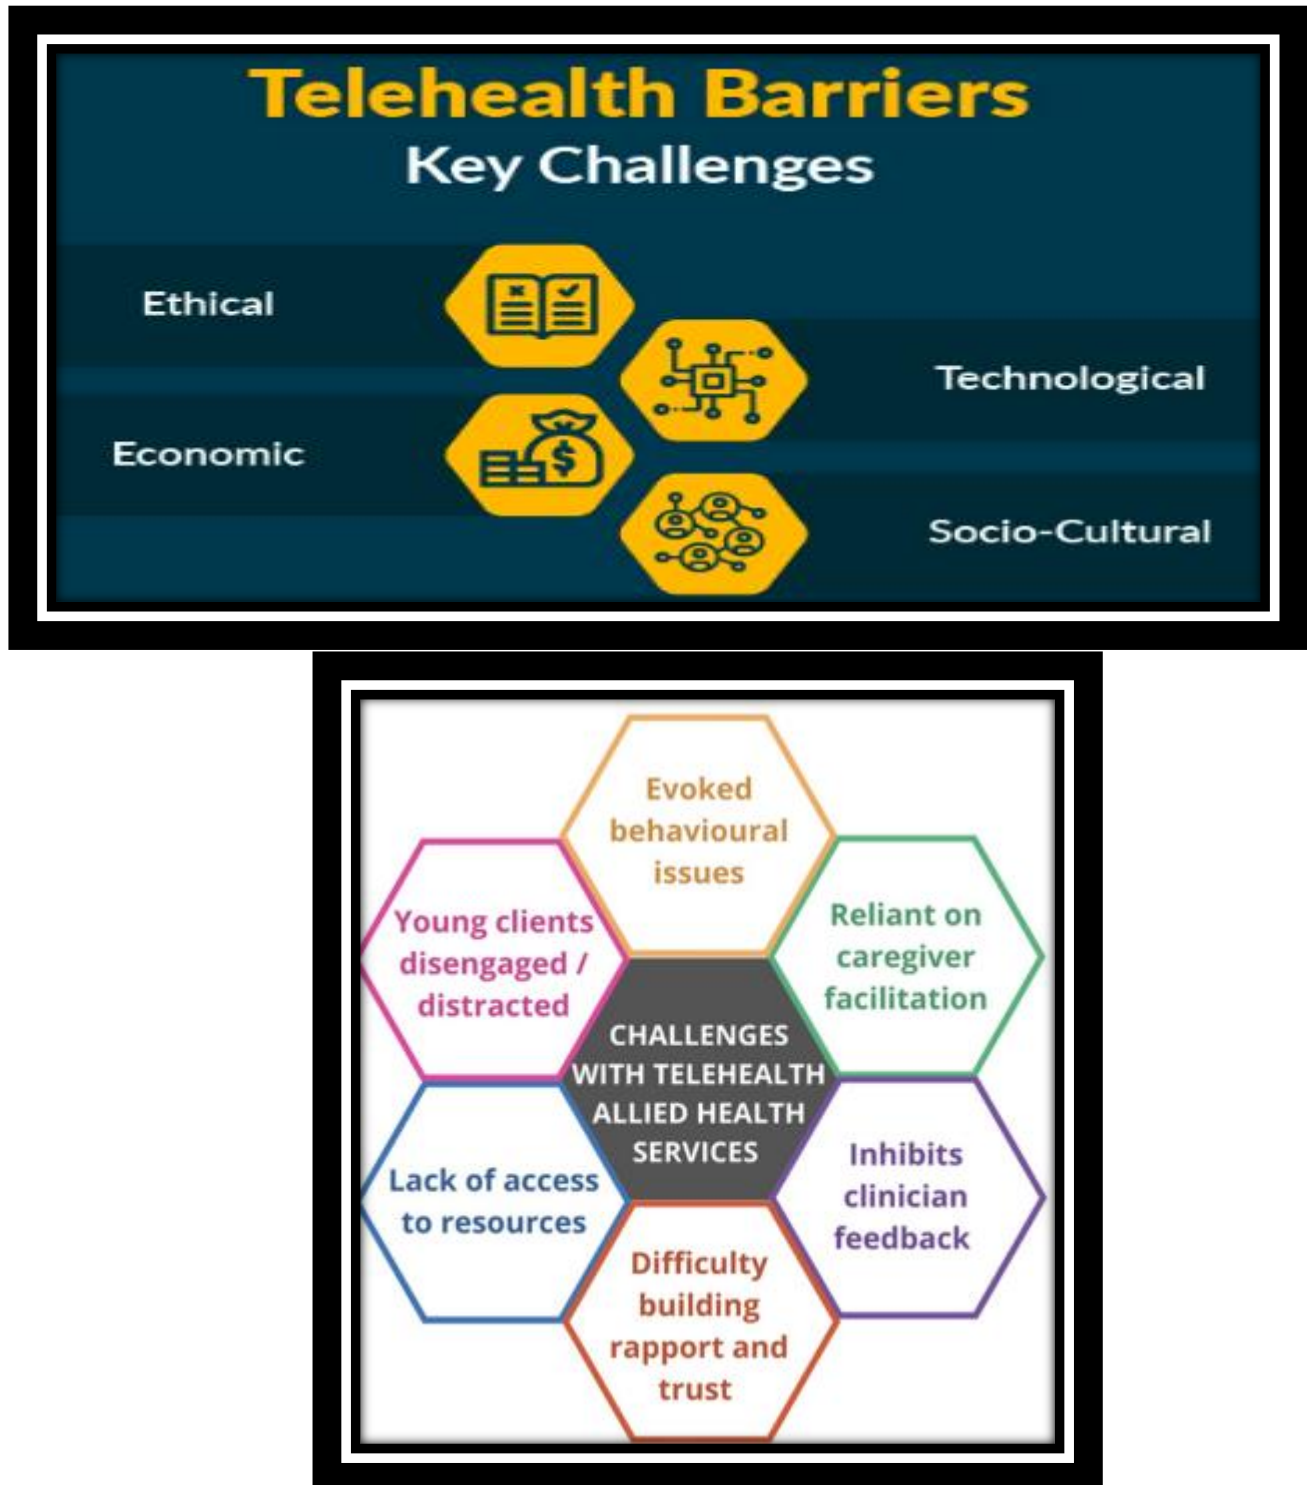 Telehealth Barriers
Key Challenges
Ethical
Technological
Economic
$
Socio-Cultural
Evoked
behavioural
issues
Reliant on
caregiver
facilitation
Young clients
disengaged /
distracted
CHALLENGES
WITH TELEHEALTH
ALLIED HEALTH
SERVICES
Inhibits
clinician
feedback
Lack of access
to resources
Difficulty
building
rapport and
trust